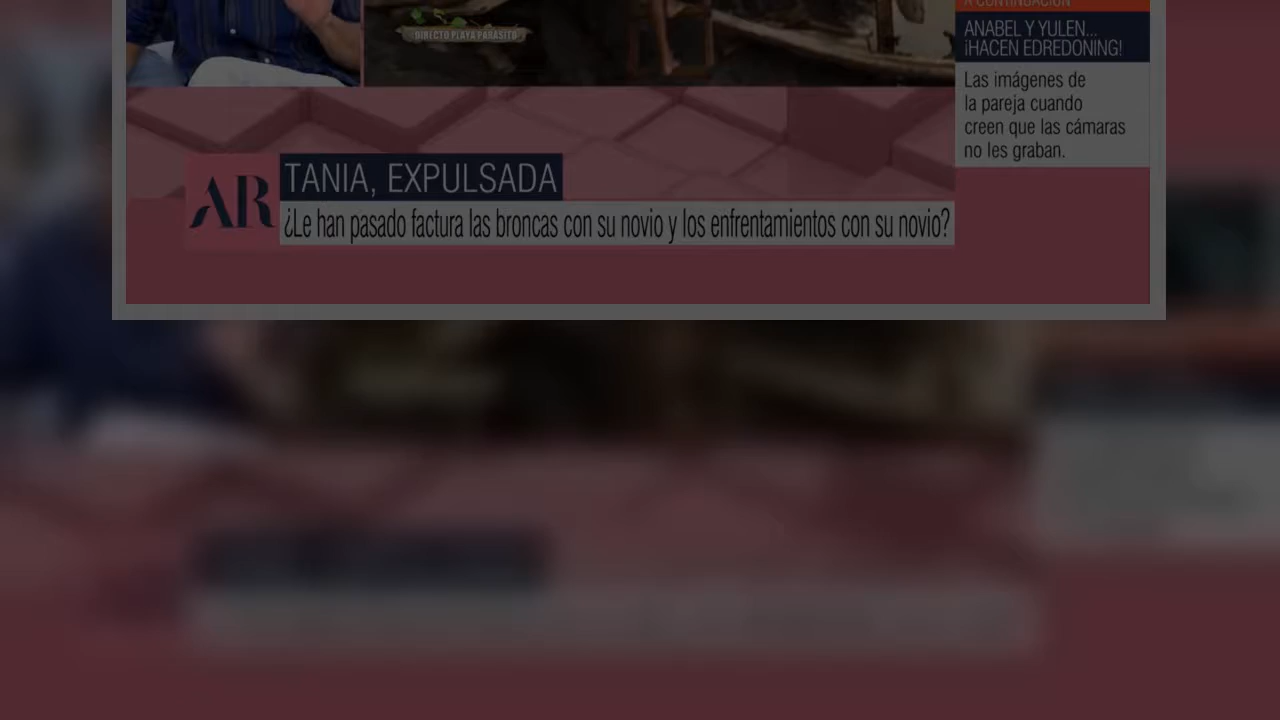 DIRECTO PLAYA PARÁSITO
A CONTINUACIÓN
ANABEL Y YULEN...
¡HACEN EDREDONING!
Las imágenes de
la pareja cuando
creen que las cámaras
no les graban.
AR
TANIA, EXPULSADA
¿Le han pasado factura las broncas con su novio y los enfrentamientos con su novio?